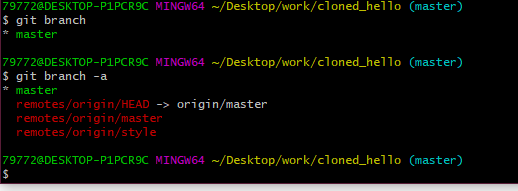 79772@DESKTOP-P1PCR9C MINGW64 ~/Desktop/work/cloned_hello (master)
$ git branch
* master
79772@DESKTOP-P1PCR9C MINGW64 ~/Desktop/work/cloned_hello (master)
$ git branch -a
* master
  remotes/origin/HEAD -> origin/master
  remotes/origin/master
  remotes/origin/style
79772@DESKTOP-P1PCR9C MINGW64 ~/Desktop/work/cloned_hello (master)
$